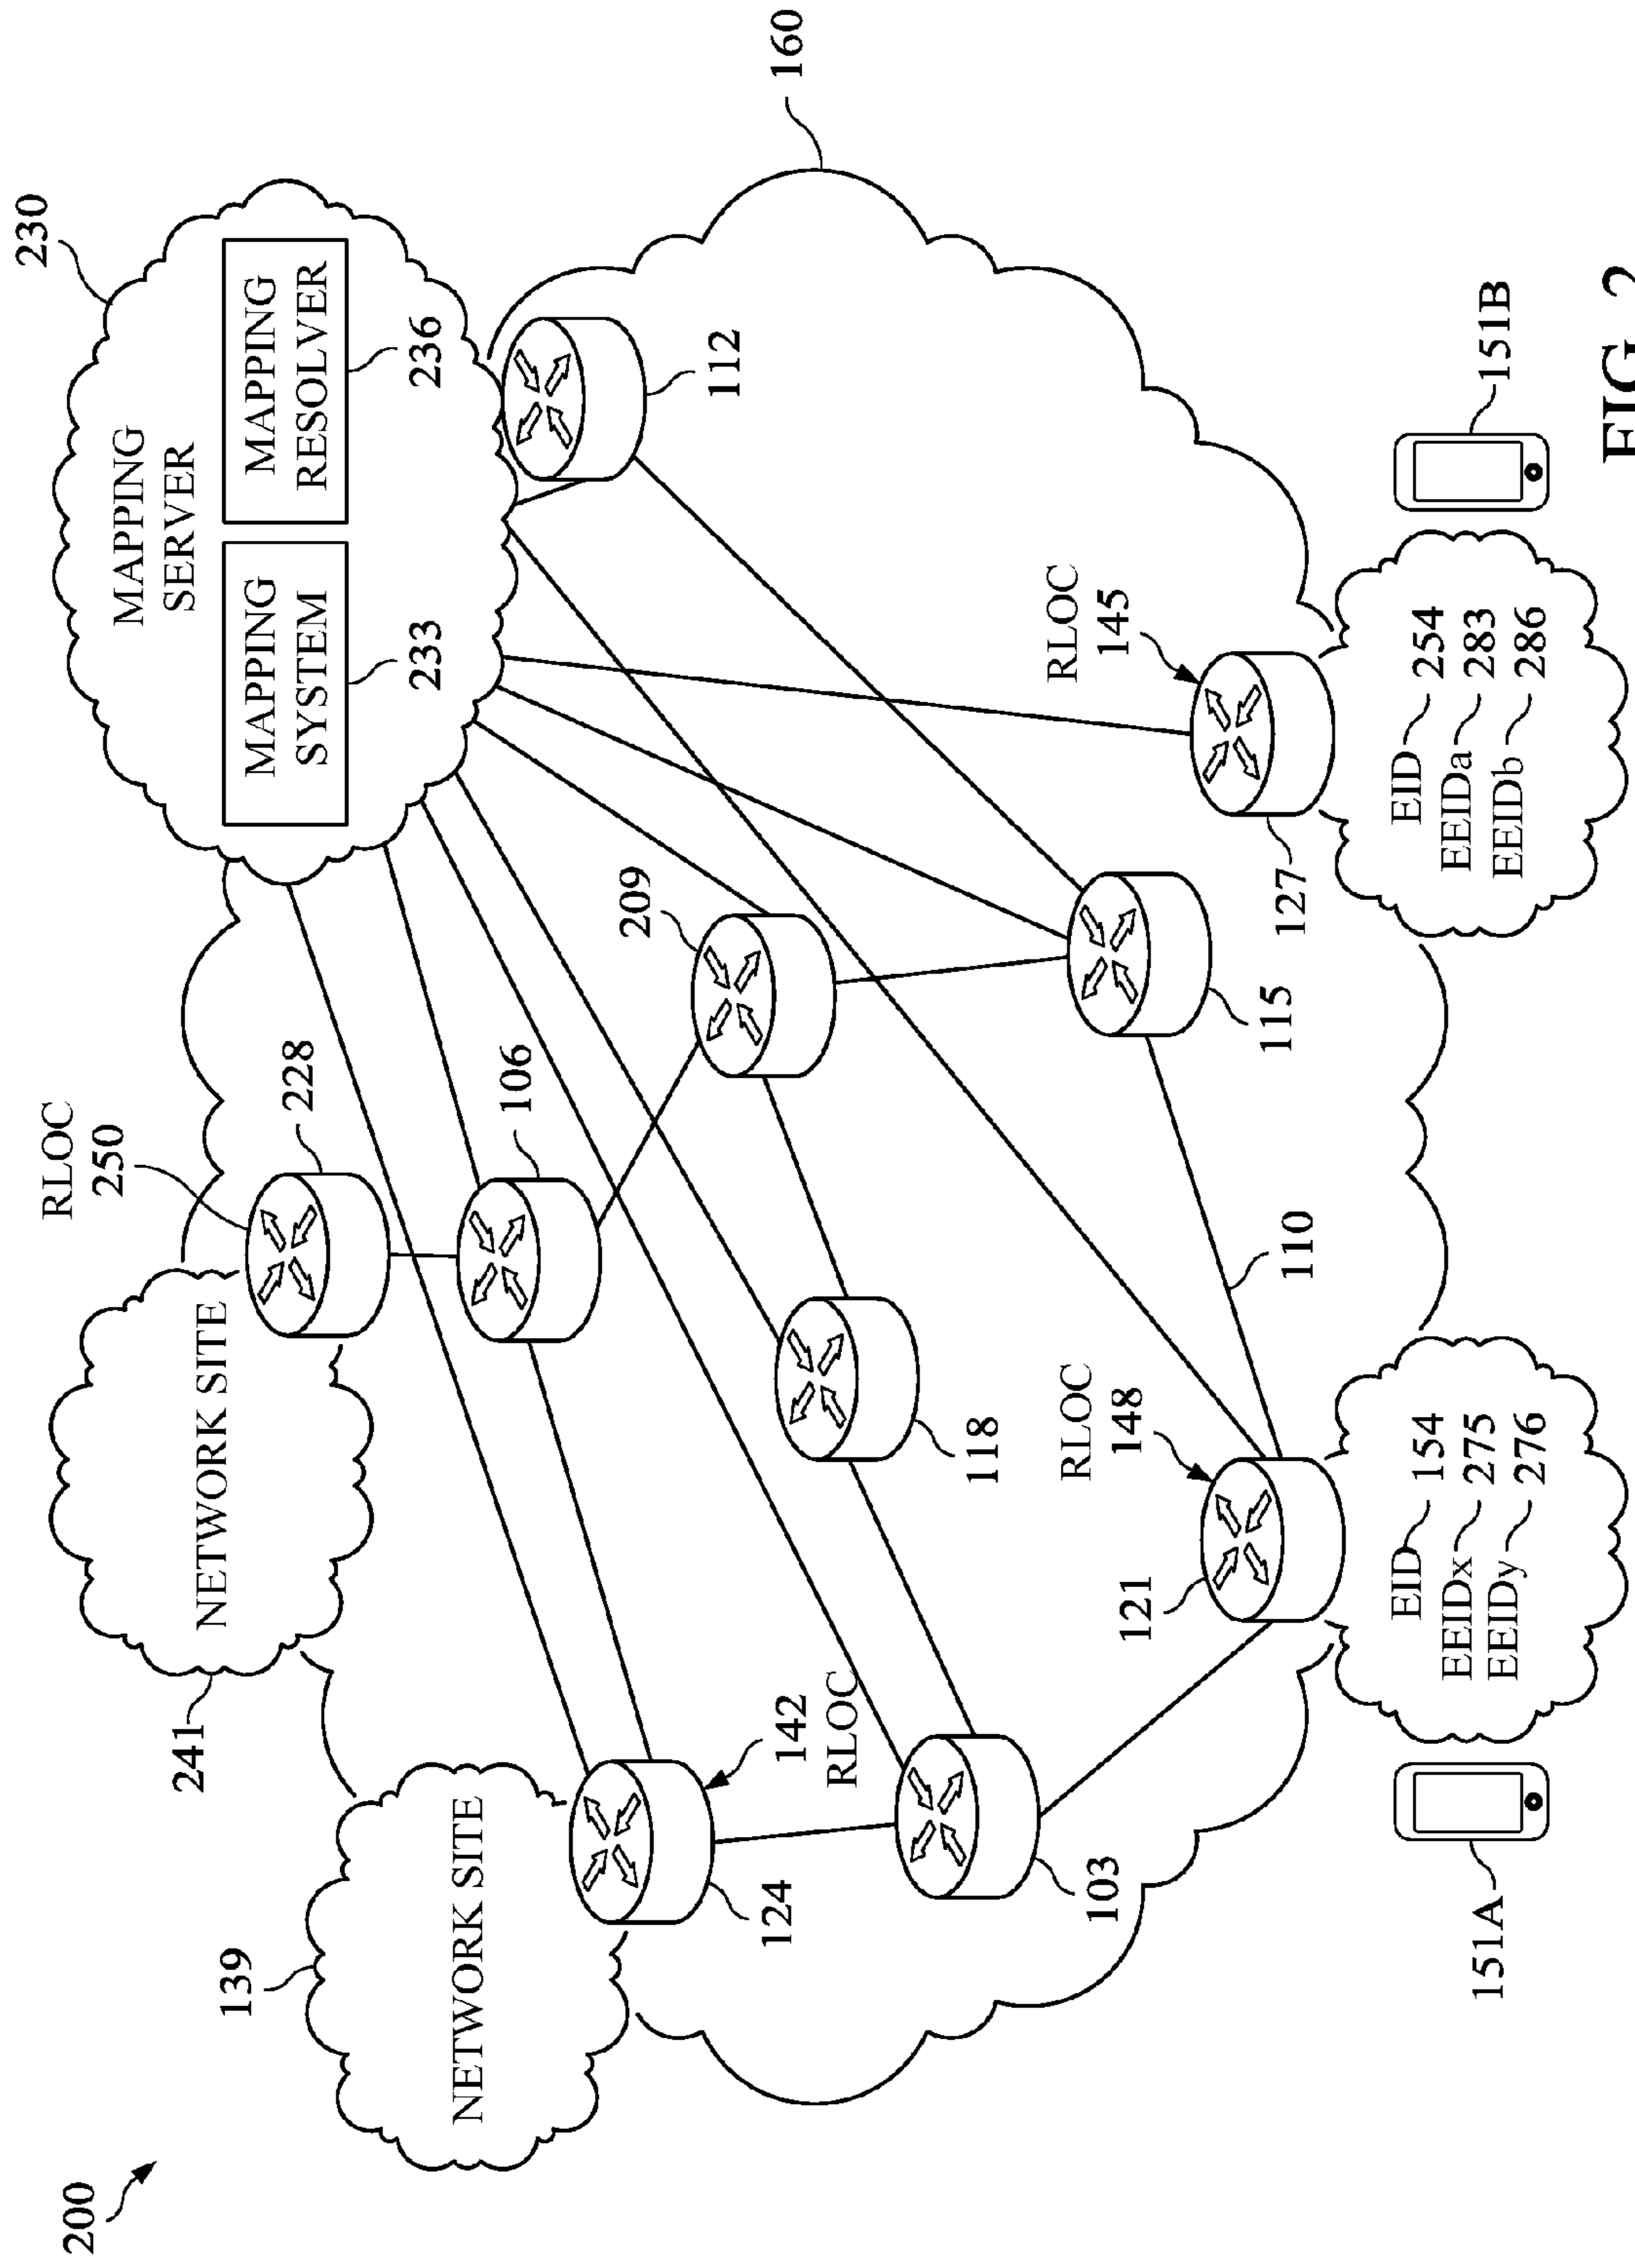 200
139
NETWORK SITE
241
NETWORK SITE
RLOC
250
228
230
MAPPING
SERVER
MAPPING
SYSTEM
233
MAPPING
RESOLVER
236
124
142
RLOC
106
209
112
160
103
118
121
RLOC
148
110
115
127
RLOC
145
151A
EID 154
EEIDx 275
EEIDy 276
EID 254
EEIDa 283
EEIDb 286
151B
FIG. 2